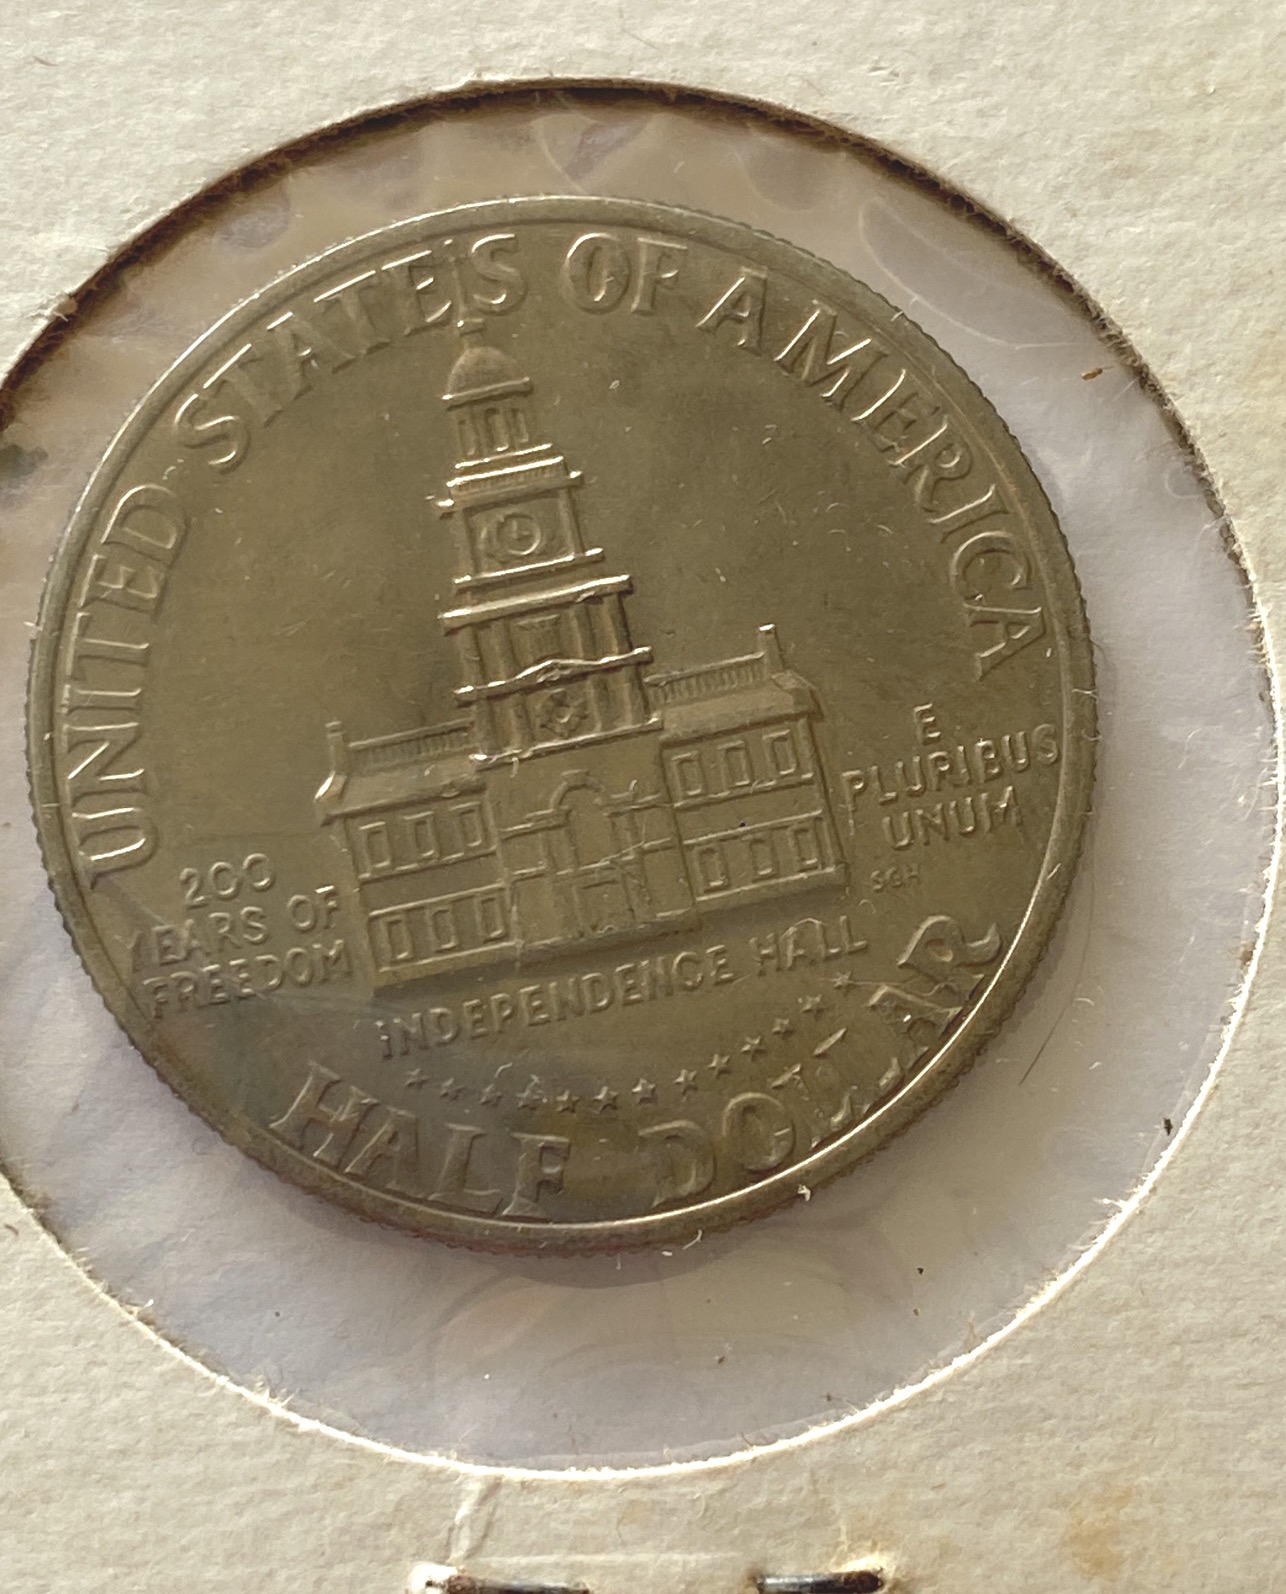 UNITED STATES OF AMERICA
E
PLURIBUS
UNUM
200
YEARS OF
FREEDOM
SGH
INDEPENDENCE HALL
HALF DOLLAR